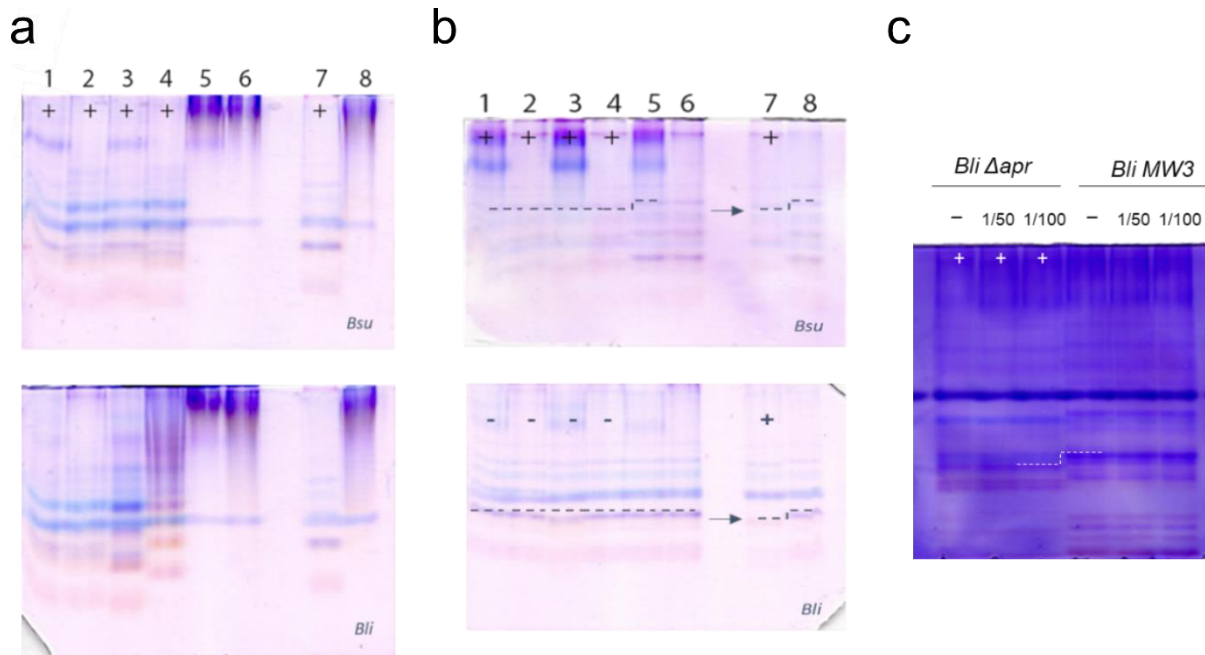 a
1 2 3 4 5 6 7 8
+ + + + +
Bsu
Bli
b
1 2 3 4 5 6 7 8
+ + + + +
Bsu
- - - - +
Bli
c
Bli Δapr Bli MW3
– 1/50 1/100 – 1/50 1/100
+ + +